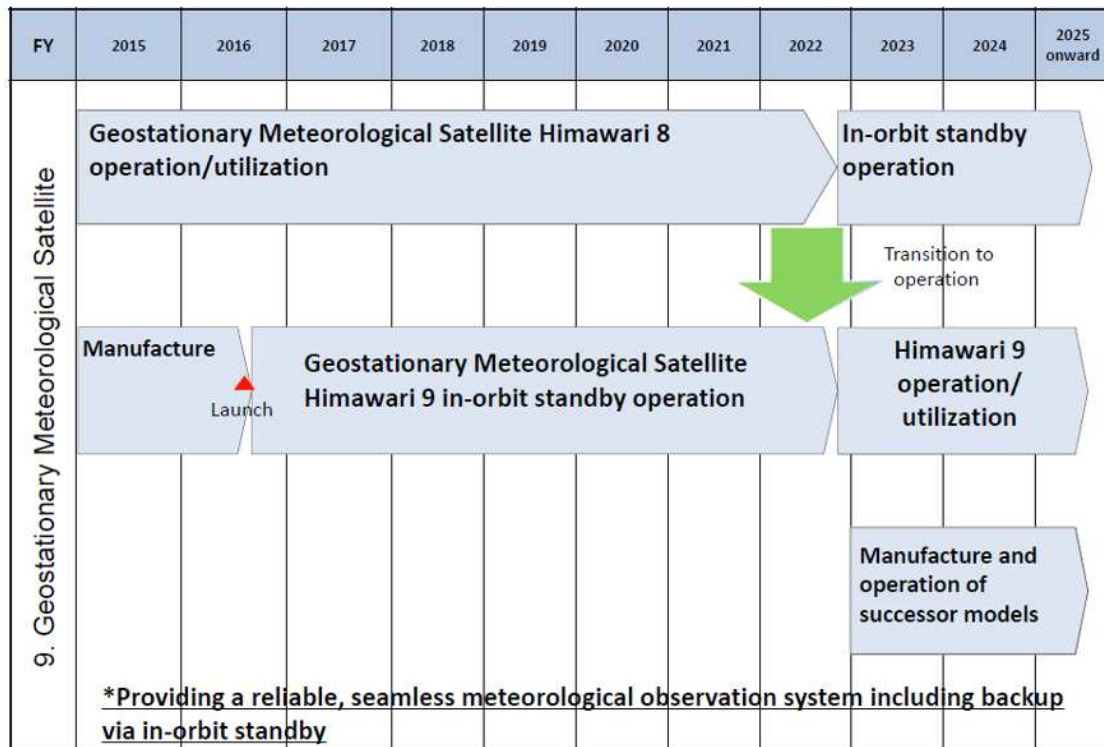 FY
2015
2016
2017
2018
2019
2020
2021
2022
2023
2024
2025
onward
9. Geostationary Meteorological Satellite
Geostationary Meteorological Satellite Himawari 8
operation/utilization
In-orbit standby
operation
Transition to
operation
Manufacture
Launch
Geostationary Meteorological Satellite
Himawari 9 in-orbit standby operation
Himawari 9
operation/
utilization
Manufacture and
operation of
successor models
*Providing a reliable, seamless meteorological observation system including backup
via in-orbit standby